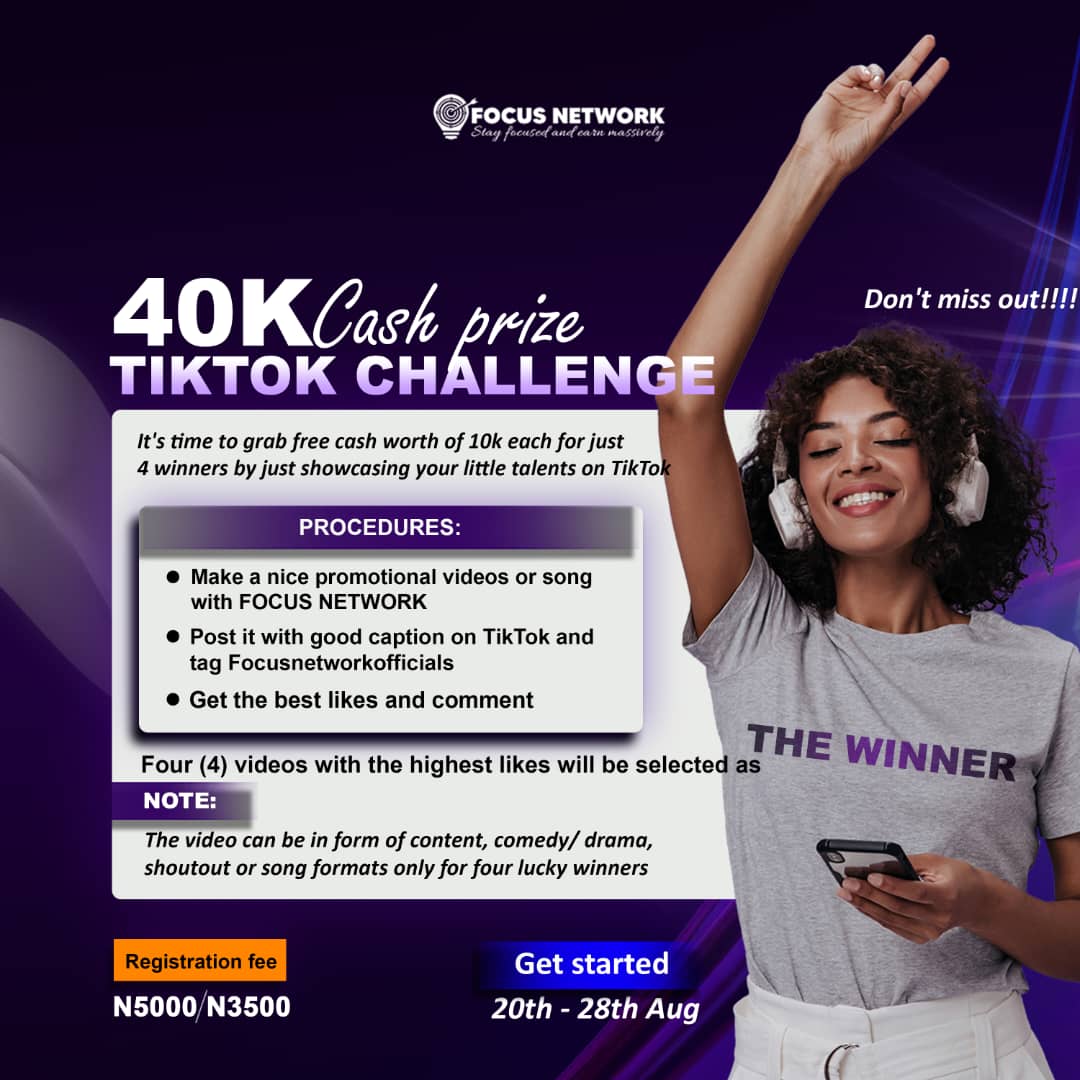 FOCUS NETWORK
Stay focused and earn massively
40K Cash prize
TIKTOK CHALLENGE
Don't miss out!!!!
It's time to grab free cash worth of 10k each for just
4 winners by just showcasing your little talents on TikTok
PROCEDURES:
● Make a nice promotional videos or song
with FOCUS NETWORK
● Post it with good caption on TikTok and
tag Focusnetworkofficials
● Get the best likes and comment
Four (4) videos with the highest likes will be selected as
THE WINNER
NOTE:
The video can be in form of content, comedy/ drama,
shoutout or song formats only for four lucky winners
Registration fee
N5000/N3500
Get started
20th - 28th Aug